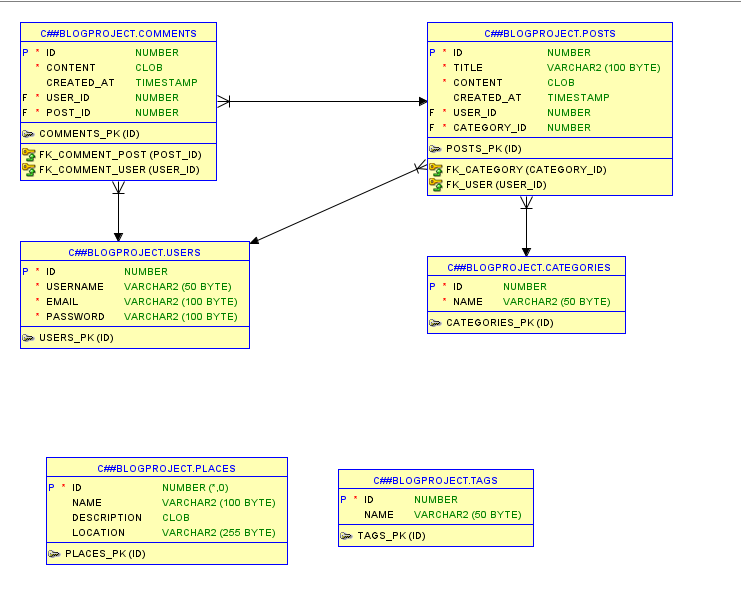 C##BLOGPROJECT.COMMENTS
P * ID NUMBER
* CONTENT CLOB
CREATED_AT TIMESTAMP
F * USER_ID NUMBER
F * POST_ID NUMBER
COMMENTS_PK (ID)
FK_COMMENT_POST (POST_ID)
FK_COMMENT_USER (USER_ID)
C##BLOGPROJECT.POSTS
P * ID NUMBER
* TITLE VARCHAR2 (100 BYTE)
* CONTENT CLOB
CREATED_AT TIMESTAMP
F * USER_ID NUMBER
F * CATEGORY_ID NUMBER
POSTS_PK (ID)
FK_CATEGORY (CATEGORY_ID)
FK_USER (USER_ID)
C##BLOGPROJECT.USERS
P * ID NUMBER
* USERNAME VARCHAR2 (50 BYTE)
* EMAIL VARCHAR2 (100 BYTE)
* PASSWORD VARCHAR2 (100 BYTE)
USERS_PK (ID)
C##BLOGPROJECT.CATEGORIES
P * ID NUMBER
* NAME VARCHAR2 (50 BYTE)
CATEGORIES_PK (ID)
C##BLOGPROJECT.PLACES
P * ID NUMBER (*,0)
NAME VARCHAR2 (100 BYTE)
DESCRIPTION CLOB
LOCATION VARCHAR2 (255 BYTE)
PLACES_PK (ID)
C##BLOGPROJECT.TAGS
P * ID NUMBER
NAME VARCHAR2 (50 BYTE)
TAGS_PK (ID)